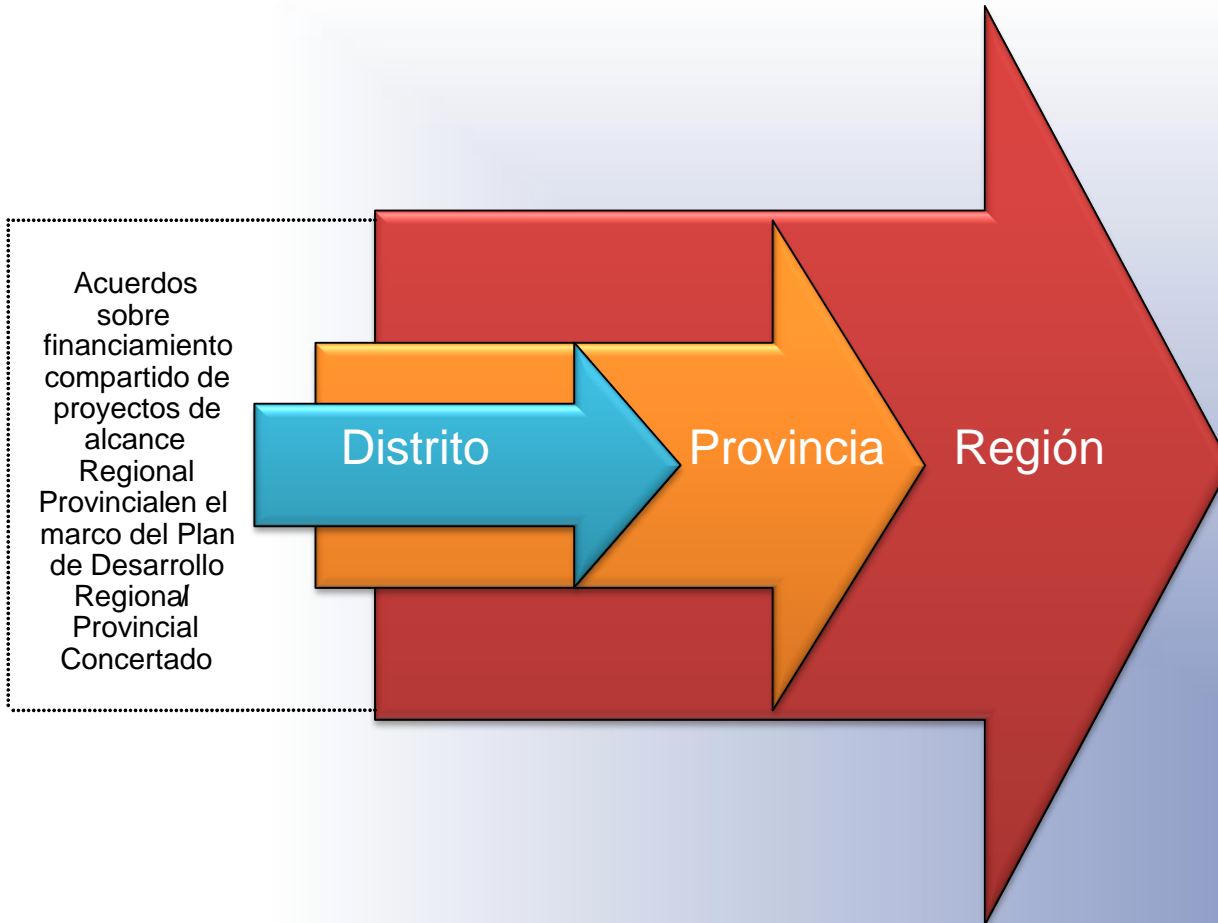 Acuerdos
sobre
financiamiento
compartido de
proyectos de
alcance
Regional
Provincialen el
marco del Plan
de Desarrollo
Regional/
Provincial
Concertado
Distrito
Provincia
Región